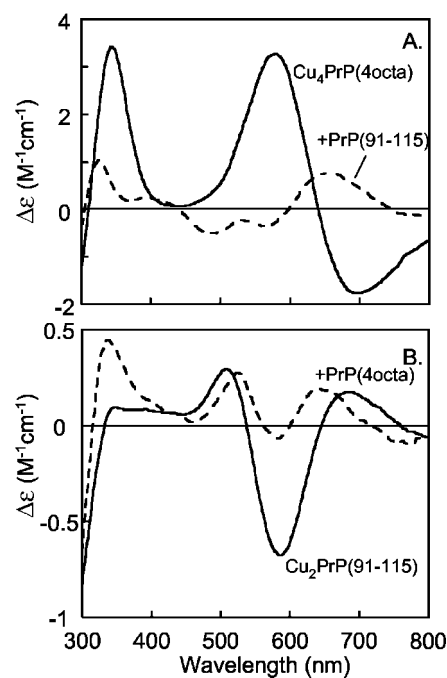 A.
Cu₄PrP(4octa)
+PrP(91-115)
Δε (M⁻¹cm⁻¹)
4
2
0
-2
B.
+PrP(4octa)
Cu₂PrP(91-115)
Δε (M⁻¹cm⁻¹)
0.5
0
-0.5
-1
300 400 500 600 700 800
Wavelength (nm)